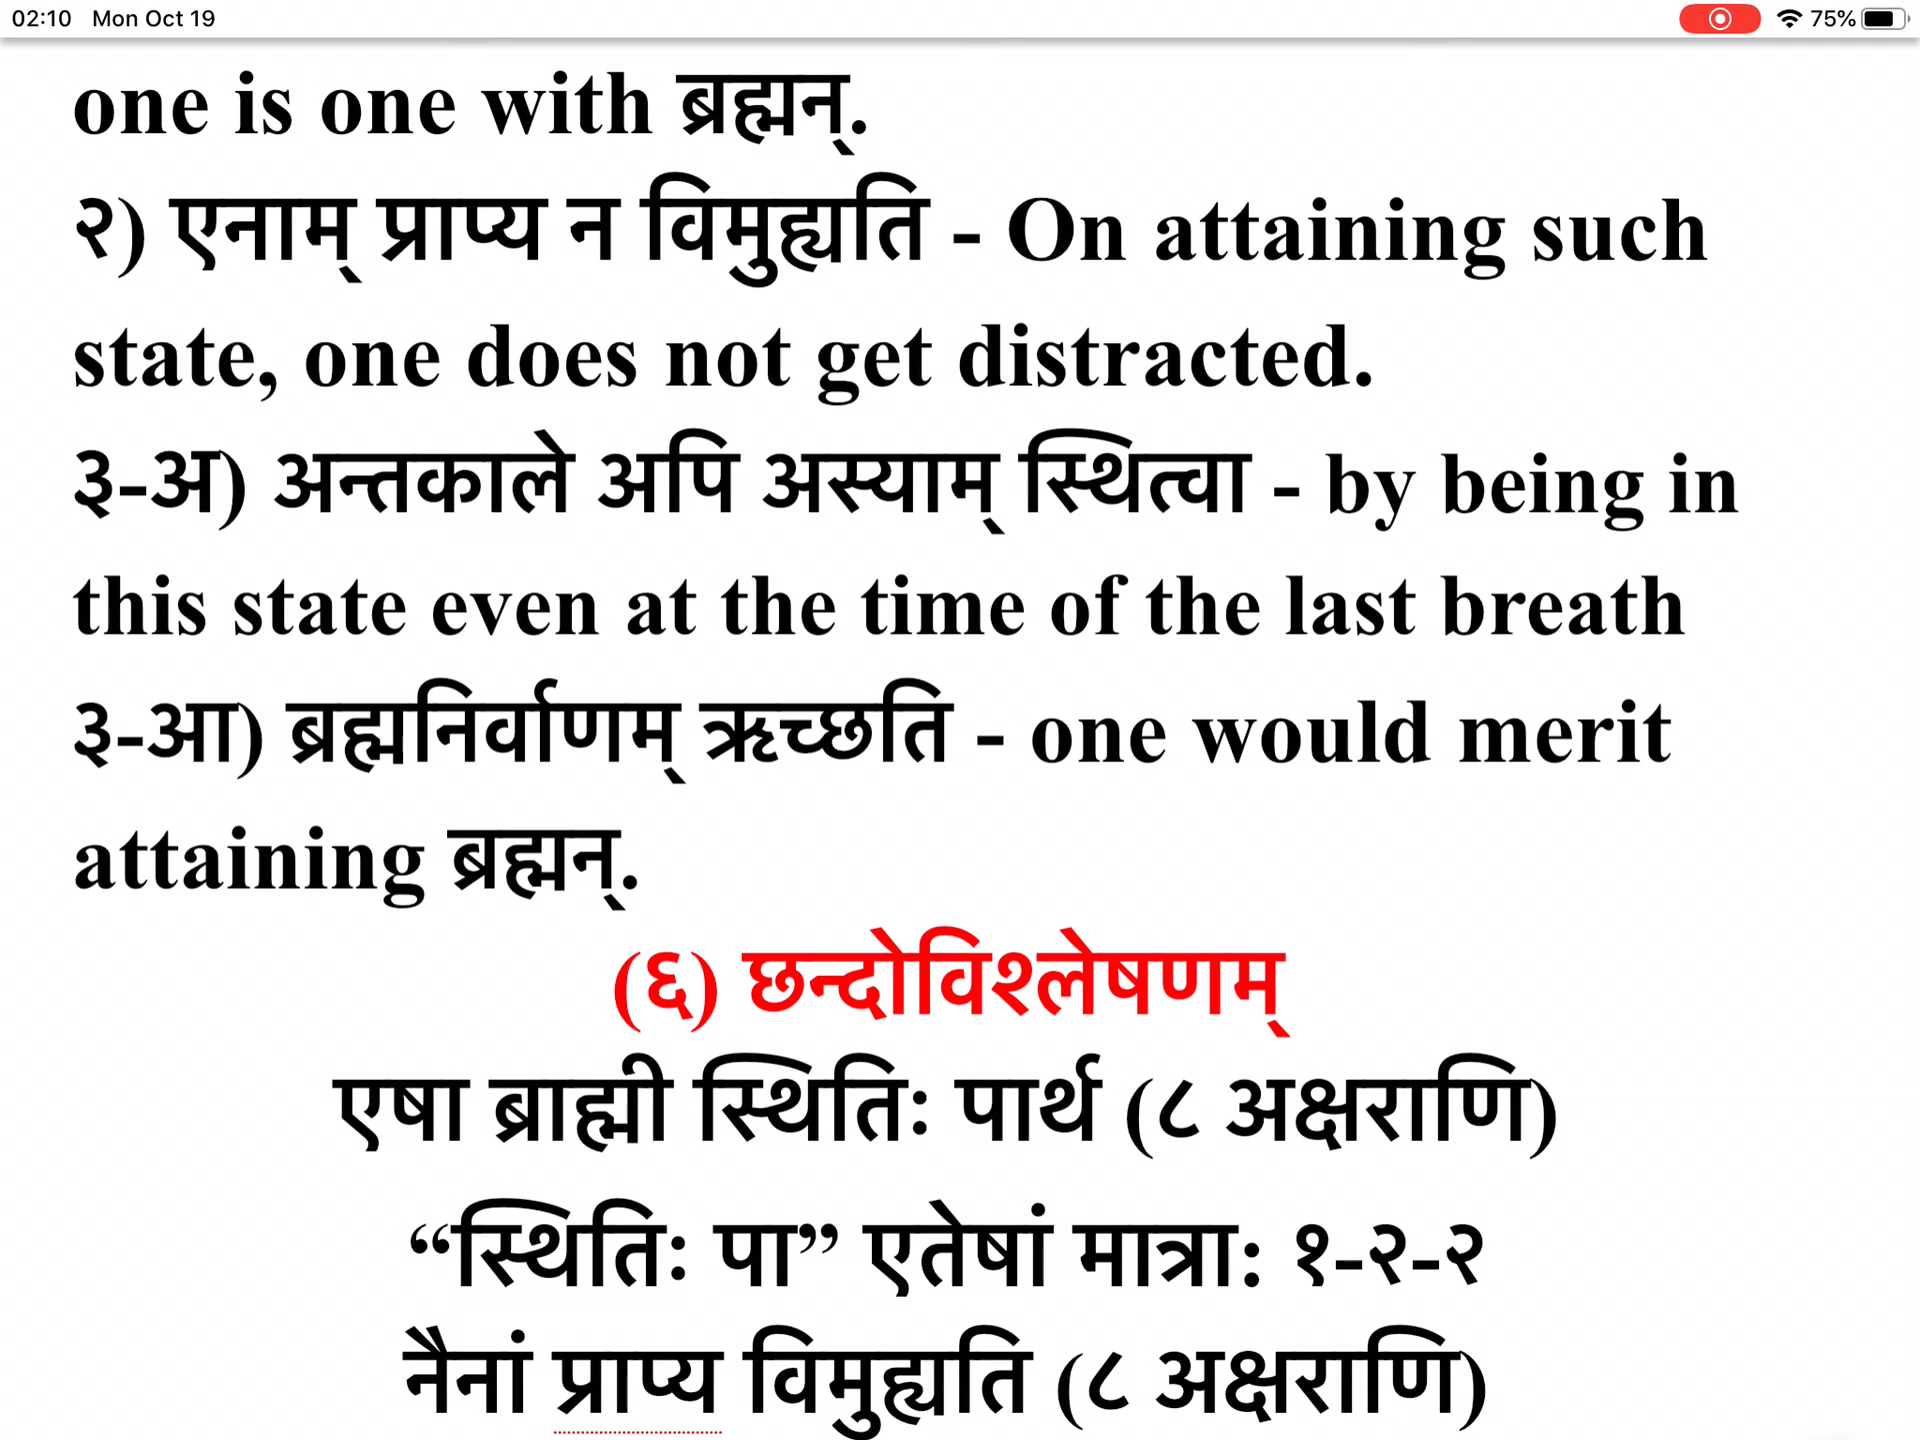 02:10 Mon Oct 19 75%
one is one with ब्रह्मन्.
२) एनाम् प्राप्य न विमुह्यति - On attaining such
state, one does not get distracted.
३-अ) अन्तकाले अपि अस्याम् स्थित्वा - by being in
this state even at the time of the last breath
३-आ) ब्रह्मनिर्वाणम् ऋच्छति - one would merit
attaining ब्रह्मन्.
(६) छन्दोविश्लेषणम्
एषा ब्राह्मी स्थितिः पार्थ (८ अक्षराणि)
“स्थितिः पा” एतेषां मात्रा: १-२-२
नैनां प्राप्य विमुह्यति (८ अक्षराणि)